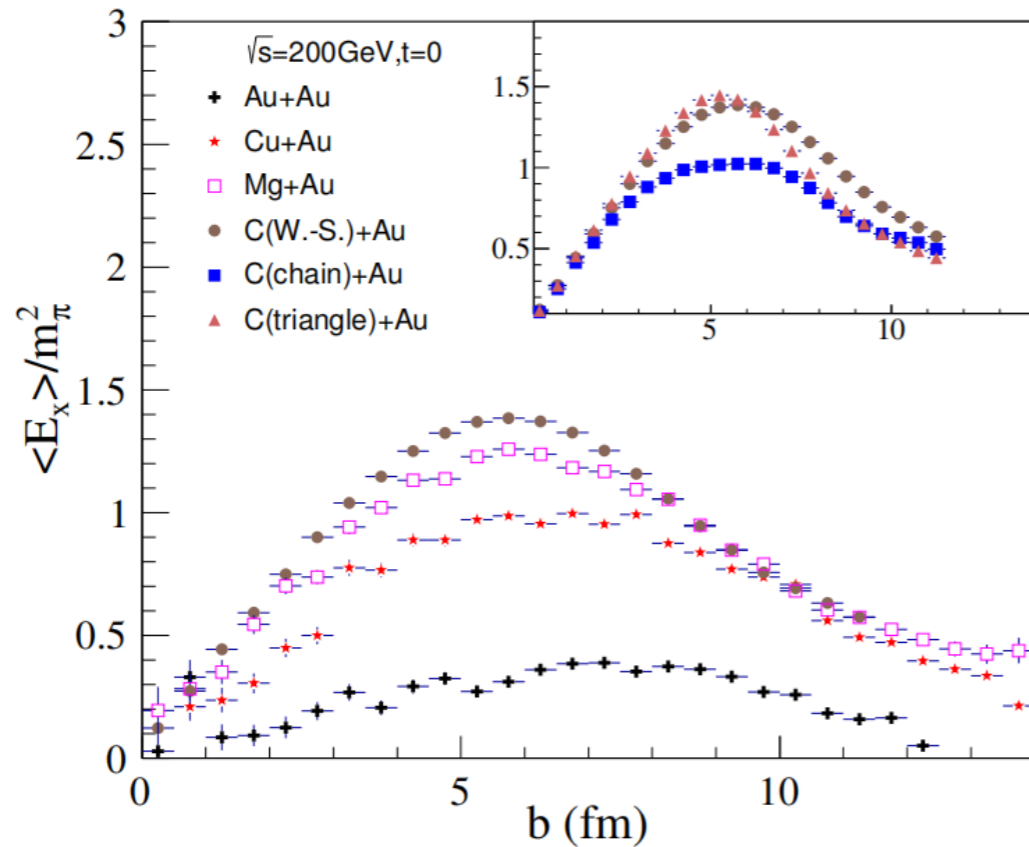 3
2.5
2
1.5
1
0.5
0
<E_x>/m_π^2
√s=200GeV,t=0
Au+Au
Cu+Au
Mg+Au
C(W.-S.)+Au
C(chain)+Au
C(triangle)+Au
1.5
1
0.5
5 10
0 5 10
b (fm)